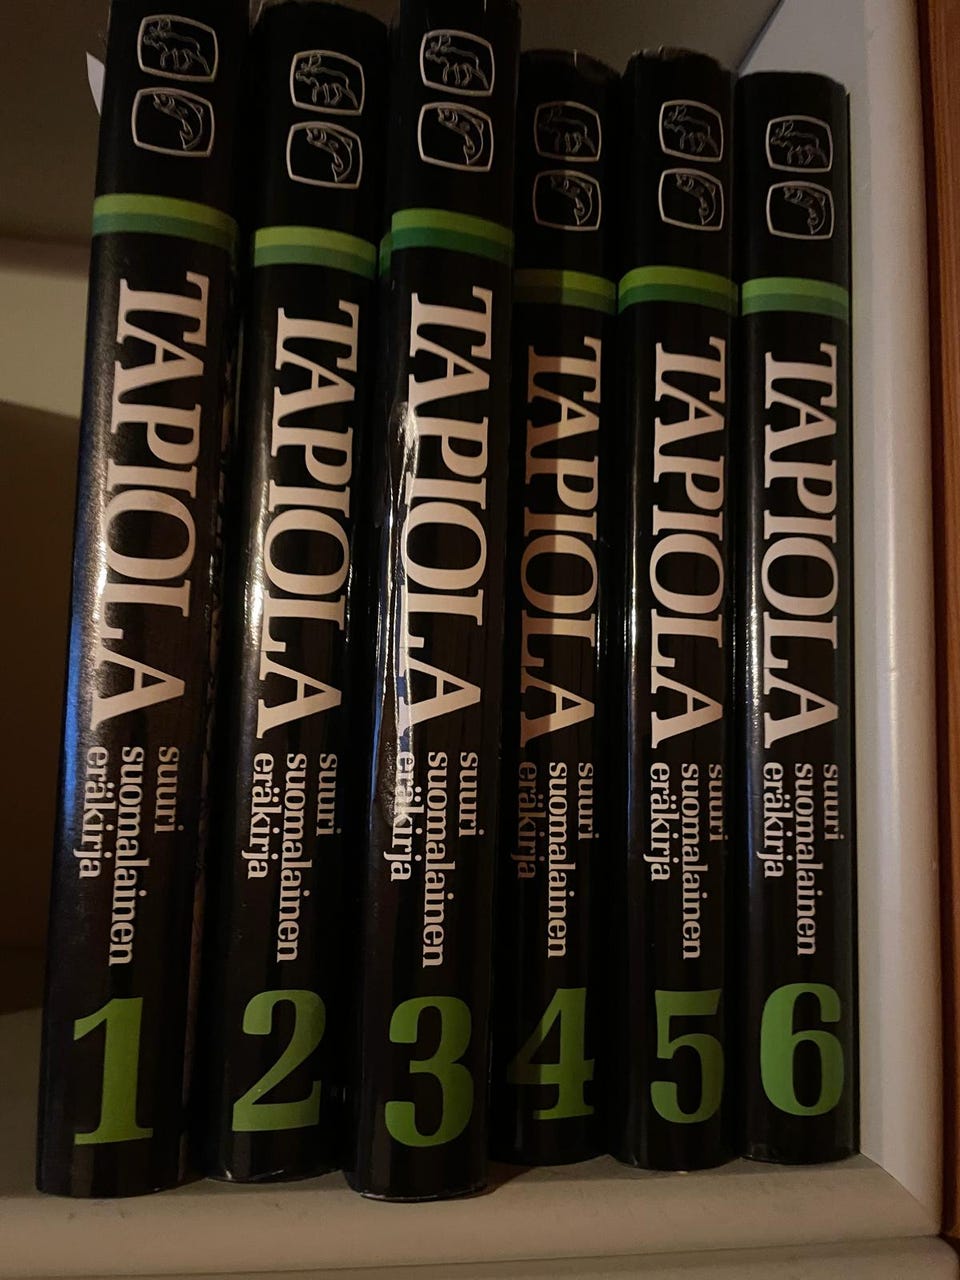 TAPIOLA
suuri
suomalainen
eräkirja
1
TAPIOLA
suuri
suomalainen
eräkirja
2
TAPIOLA
suuri
suomalainen
eräkirja
3
TAPIOLA
suuri
suomalainen
eräkirja
4
TAPIOLA
suuri
suomalainen
eräkirja
5
TAPIOLA
suuri
suomalainen
eräkirja
6